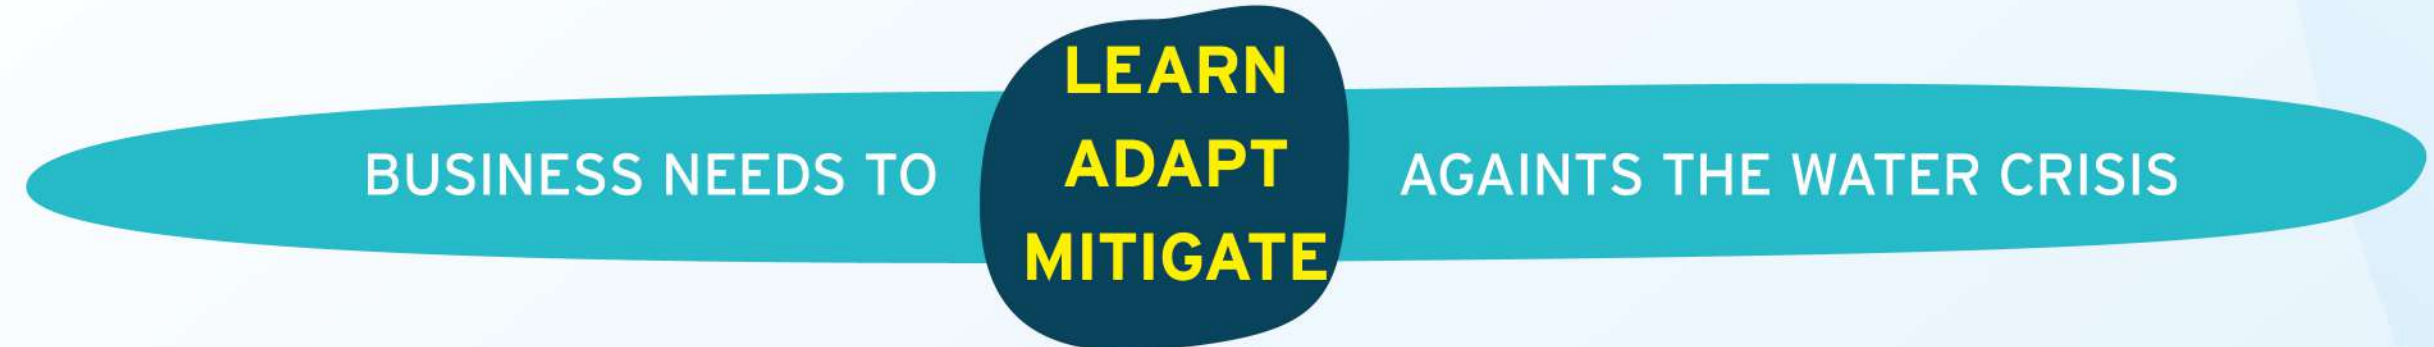 BUSINESS NEEDS TO
LEARN
ADAPT
MITIGATE
AGAINTS THE WATER CRISIS